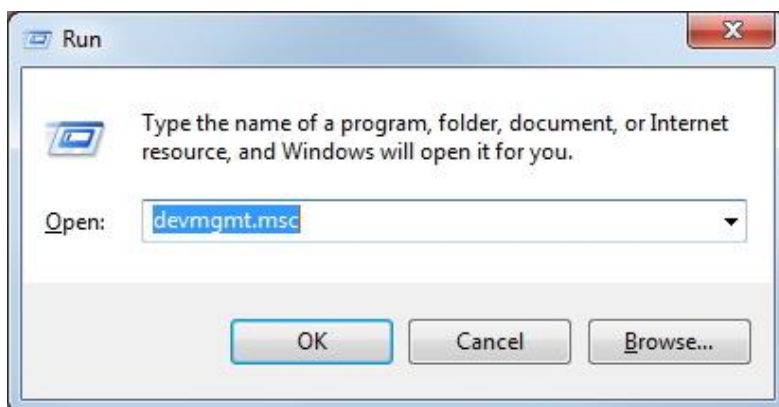 Run
Type the name of a program, folder, document, or Internet
resource, and Windows will open it for you.
Open: devmgmt.msc
OK Cancel Browse...